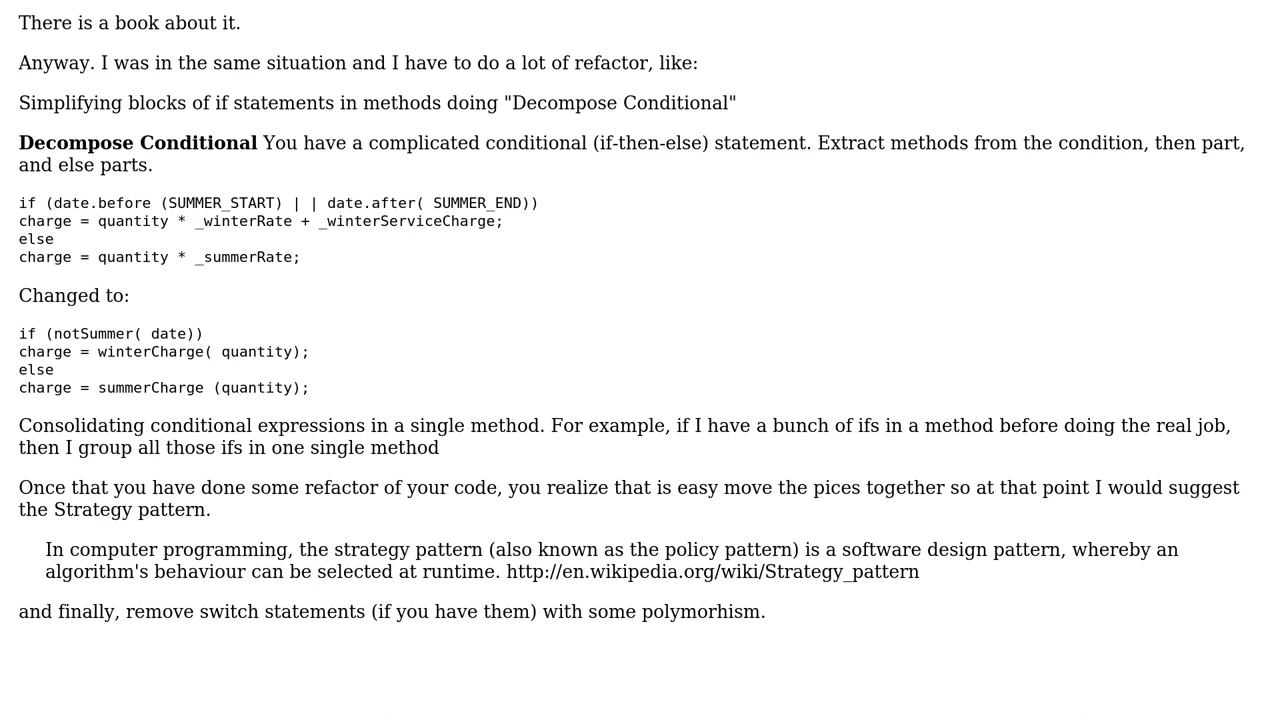 There is a book about it.
Anyway. I was in the same situation and I have to do a lot of refactor, like:
Simplifying blocks of if statements in methods doing "Decompose Conditional"
Decompose Conditional You have a complicated conditional (if-then-else) statement. Extract methods from the condition, then part,
and else parts.
if (date.before (SUMMER_START) | | date.after( SUMMER_END))
charge = quantity * _winterRate + _winterServiceCharge;
else
charge = quantity * _summerRate;
Changed to:
if (notSummer( date))
charge = winterCharge( quantity);
else
charge = summerCharge (quantity);
Consolidating conditional expressions in a single method. For example, if I have a bunch of ifs in a method before doing the real job,
then I group all those ifs in one single method
Once that you have done some refactor of your code, you realize that is easy move the pices together so at that point I would suggest
the Strategy pattern.
In computer programming, the strategy pattern (also known as the policy pattern) is a software design pattern, whereby an
algorithm's behaviour can be selected at runtime. http://en.wikipedia.org/wiki/Strategy_pattern
and finally, remove switch statements (if you have them) with some polymorhism.